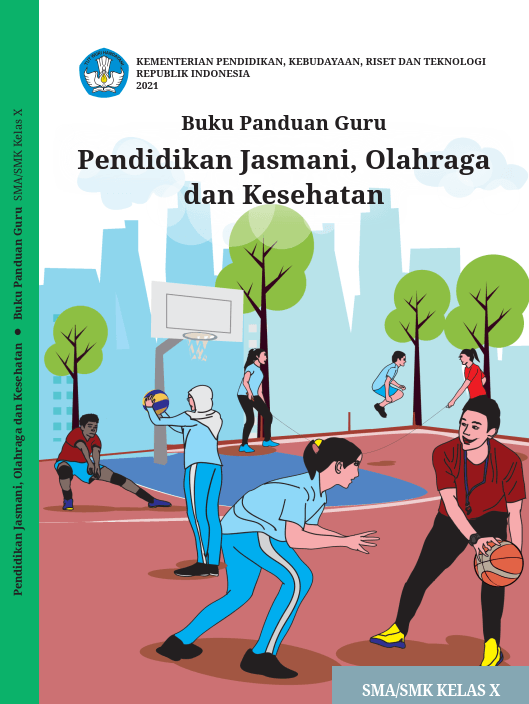 KEMENTERIAN PENDIDIKAN, KEBUDAYAAN, RISET DAN TEKNOLOGI
REPUBLIK INDONESIA
2021
Buku Panduan Guru
Pendidikan Jasmani, Olahraga
dan Kesehatan
SMA/SMK KELAS X
Pendidikan Jasmani, Olahraga dan Kesehatan ● Buku Panduan Guru SMA/SMK Kelas X